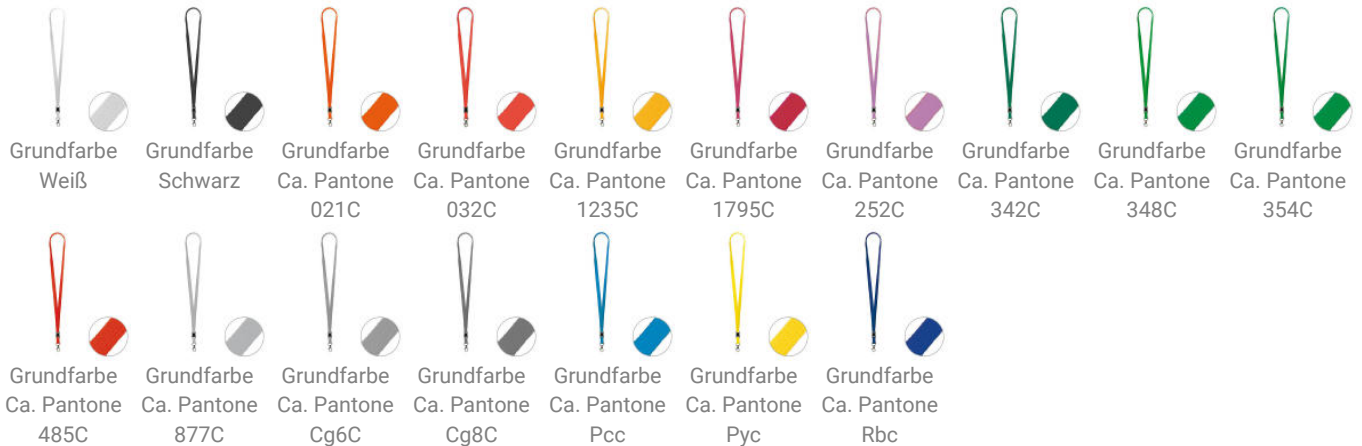 Grundfarbe Grundfarbe Grundfarbe Grundfarbe Grundfarbe Grundfarbe Grundfarbe Grundfarbe Grundfarbe Grundfarbe
Weiß Schwarz Ca. Pantone Ca. Pantone Ca. Pantone Ca. Pantone Ca. Pantone Ca. Pantone Ca. Pantone Ca. Pantone
021C 032C 1235C 1795C 252C 342C 348C 354C
Grundfarbe Grundfarbe Grundfarbe Grundfarbe Grundfarbe Grundfarbe Grundfarbe
Ca. Pantone Ca. Pantone Ca. Pantone Ca. Pantone Ca. Pantone Ca. Pantone Ca. Pantone
485C 877C Cg6C Cg8C Pcc Pyc Rbc